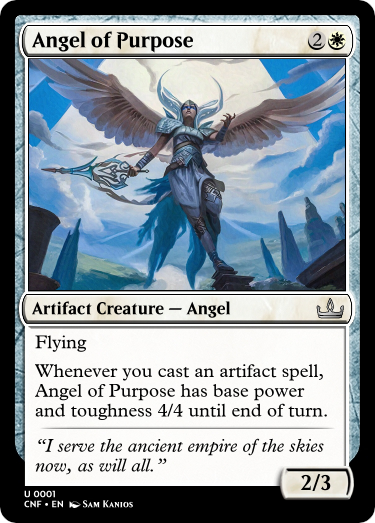 Angel of Purpose 2
Artifact Creature — Angel
Flying
Whenever you cast an artifact spell,
Angel of Purpose has base power
and toughness 4/4 until end of turn.
“I serve the ancient empire of the skies
now, as will all.”
2/3
U 0001
CNF • EN Sam Kanios